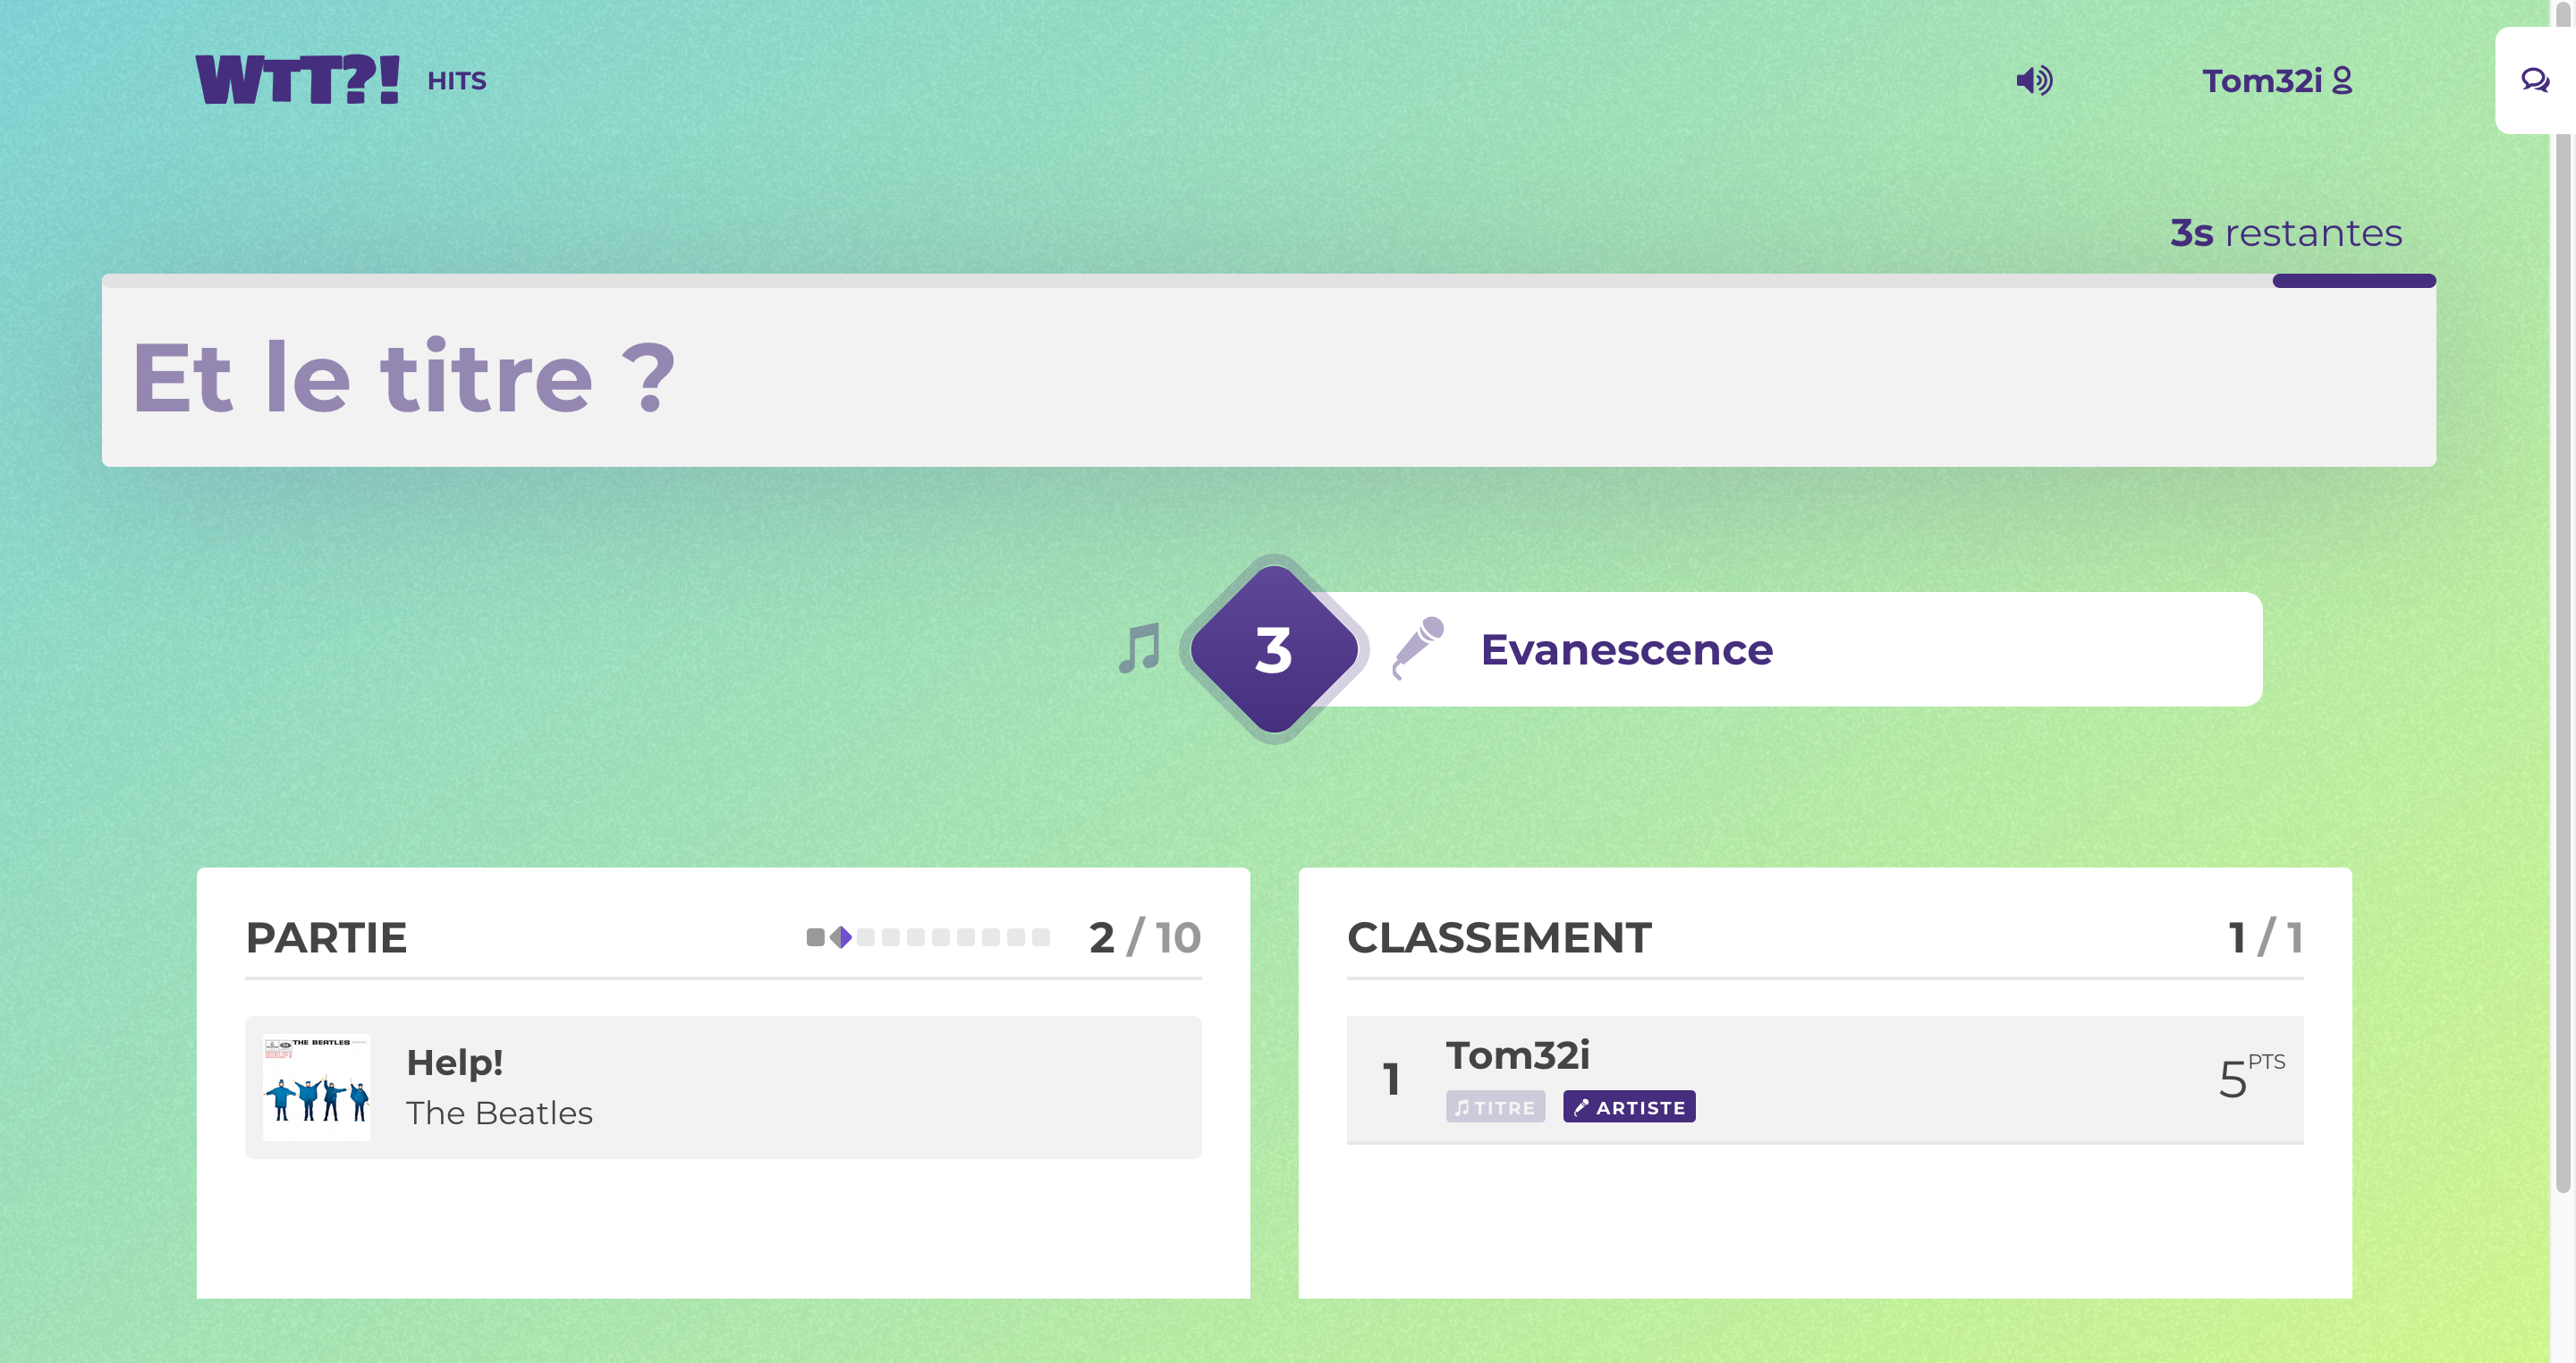 WTT?! HITS
Tom32i
3s restantes
Et le titre ?
3
Evanescence
PARTIE
2 / 10
THE BEATLES
Help!
The Beatles
CLASSEMENT
1 / 1
1
Tom32i
TITRE
ARTISTE
5 PTS